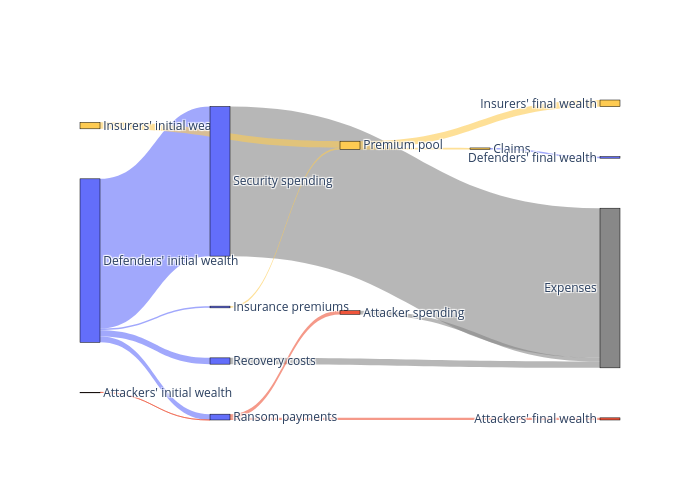 Insurers' final wealth
Insurers' initial wea
Premium pool
Claims
Defenders' final wealth
Security spending
Defenders' initial wealth
Expenses
Insurance premiums
Attacker spending
Recovery costs
Attackers' initial wealth
Ransom payments
Attackers' final wealth